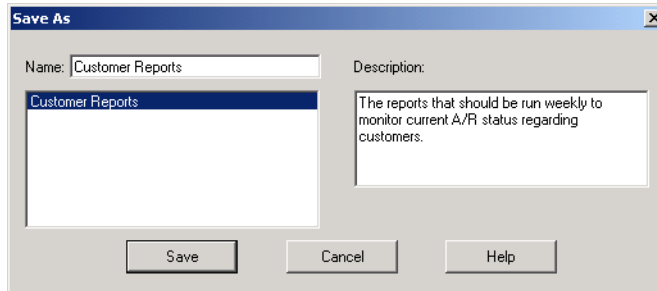 Save As
Name: Customer Reports
Description:
Customer Reports
The reports that should be run weekly to
monitor current A/R status regarding
customers.
Save
Cancel
Help